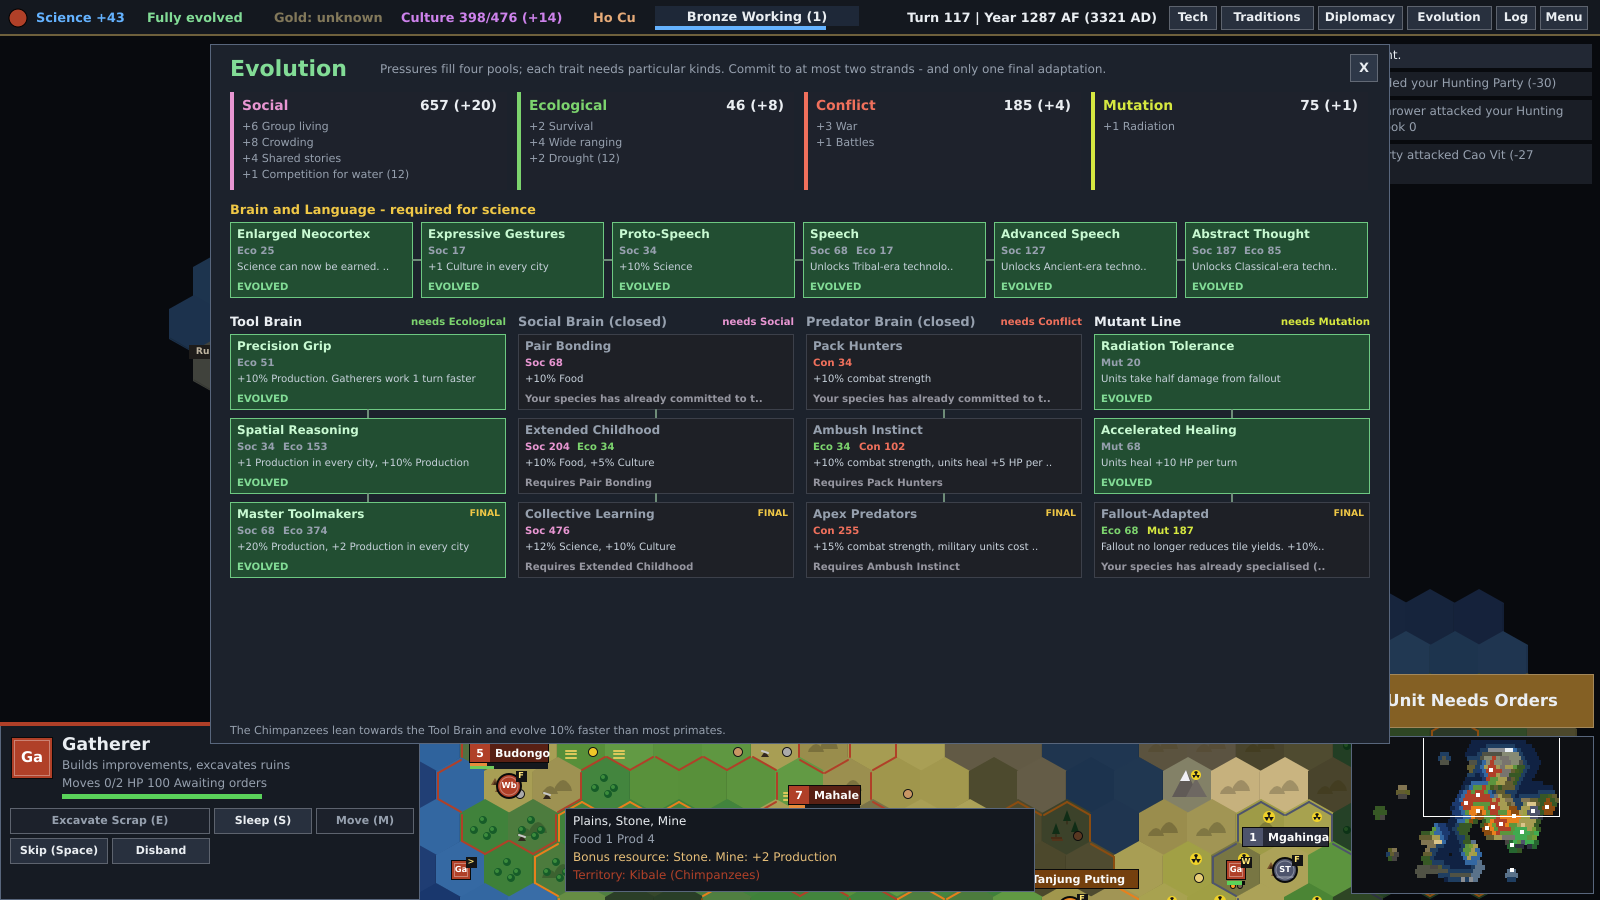 Science +43 Fully evolved Gold: unknown Culture 398/476 (+14) Ho Cu Bronze Working (1) Turn 117 | Year 1287 AF (3321 AD) Tech Traditions Diplomacy Evolution Log Menu
Evolution Pressures fill four pools; each trait needs particular kinds. Commit to at most two strands - and only one final adaptation. X
Social 657 (+20)
+6 Group living
+8 Crowding
+4 Shared stories
+1 Competition for water (12)
Ecological 46 (+8)
+2 Survival
+4 Wide ranging
+2 Drought (12)
Conflict 185 (+4)
+3 War
+1 Battles
Mutation 75 (+1)
+1 Radiation
nt.
led your Hunting Party (-30)
rower attacked your Hunting
ok 0
rty attacked Cao Vit (-27
Brain and Language - required for science
Enlarged Neocortex
Eco 25
Science can now be earned. ..
EVOLVED
Expressive Gestures
Soc 17
+1 Culture in every city
EVOLVED
Proto-Speech
Soc 34
+10% Science
EVOLVED
Speech
Soc 68 Eco 17
Unlocks Tribal-era technolo..
EVOLVED
Advanced Speech
Soc 127
Unlocks Ancient-era techno..
EVOLVED
Abstract Thought
Soc 187 Eco 85
Unlocks Classical-era techn..
EVOLVED
Tool Brain needs Ecological
Precision Grip
Eco 51
+10% Production. Gatherers work 1 turn faster
EVOLVED
Spatial Reasoning
Soc 34 Eco 153
+1 Production in every city, +10% Production
EVOLVED
Master Toolmakers FINAL
Soc 68 Eco 374
+20% Production, +2 Production in every city
EVOLVED
Social Brain (closed) needs Social
Pair Bonding
Soc 68
+10% Food
Your species has already committed to t..
Extended Childhood
Soc 204 Eco 34
+10% Food, +5% Culture
Requires Pair Bonding
Collective Learning FINAL
Soc 476
+12% Science, +10% Culture
Requires Extended Childhood
Predator Brain (closed) needs Conflict
Pack Hunters
Con 34
+10% combat strength
Your species has already committed to t..
Ambush Instinct
Eco 34 Con 102
+10% combat strength, units heal +5 HP per ..
Requires Pack Hunters
Apex Predators FINAL
Con 255
+15% combat strength, military units cost ..
Requires Ambush Instinct
Mutant Line needs Mutation
Radiation Tolerance
Mut 20
Units take half damage from fallout
EVOLVED
Accelerated Healing
Mut 68
Units heal +10 HP per turn
EVOLVED
Fallout-Adapted FINAL
Eco 68 Mut 187
Fallout no longer reduces tile yields. +10%..
Your species has already specialised (..
The Chimpanzees lean towards the Tool Brain and evolve 10% faster than most primates.
Ru
Unit Needs Orders
Ga
Gatherer
Builds improvements, excavates ruins
Moves 0/2 HP 100 Awaiting orders
Excavate Scrap (E) Sleep (S) Move (M)
Skip (Space) Disband
5 Budongo
Wb F
7 Mahale
Plains, Stone, Mine
Food 1 Prod 4
Bonus resource: Stone. Mine: +2 Production
Territory: Kibale (Chimpanzees)
1 Mgahinga
Ga >
Ga W
ST F
Tanjung Puting
F